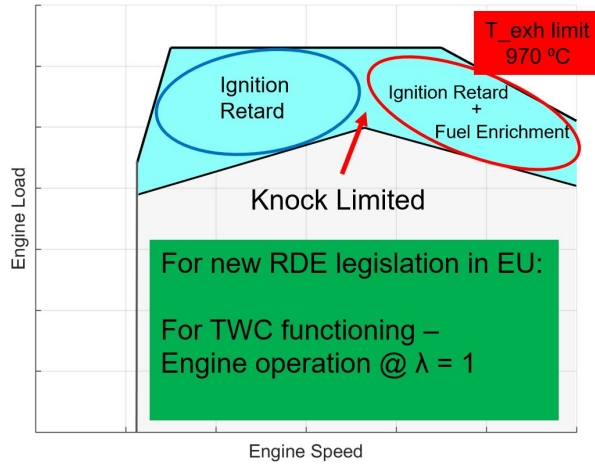 T_exh limit
970 ºC
Ignition
Retard
Ignition Retard
+
Fuel Enrichment
Knock Limited
For new RDE legislation in EU:
For TWC functioning –
Engine operation @ λ = 1
Engine Load
Engine Speed